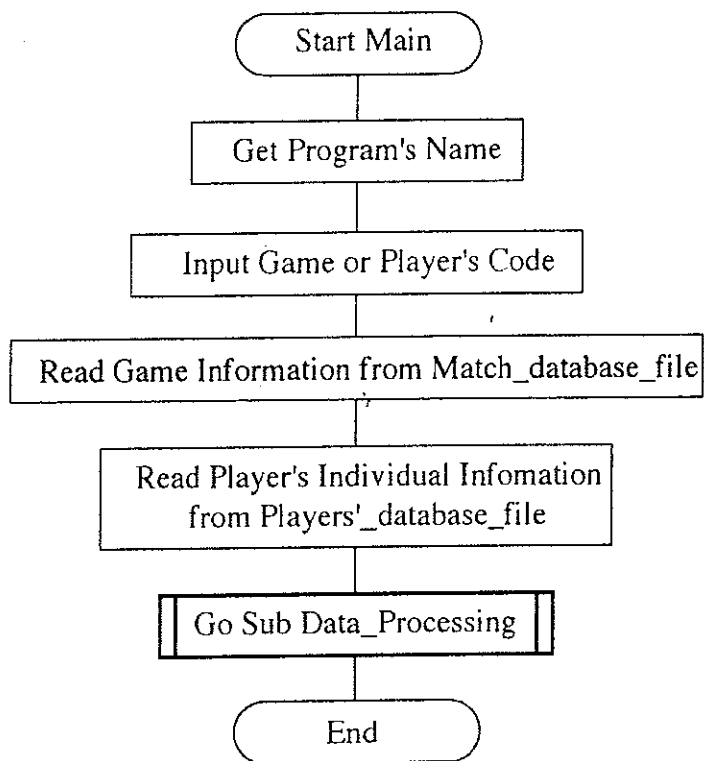 Start Main
Get Program's Name
Input Game or Player's Code
Read Game Information from Match_database_file
Read Player's Individual Infomation
from Players'_database_file
Go Sub Data_Processing
End